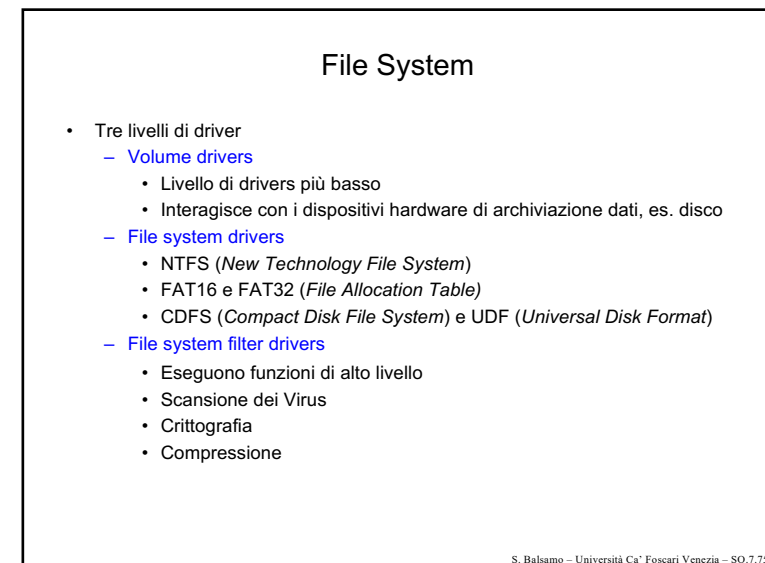 File System
• Tre livelli di driver
– Volume drivers
• Livello di drivers più basso
• Interagisce con i dispositivi hardware di archiviazione dati, es. disco
– File system drivers
• NTFS (New Technology File System)
• FAT16 e FAT32 (File Allocation Table)
• CDFS (Compact Disk File System) e UDF (Universal Disk Format)
– File system filter drivers
• Eseguono funzioni di alto livello
• Scansione dei Virus
• Crittografia
• Compressione
S. Balsamo – Università Ca' Foscari Venezia – SO.7.75